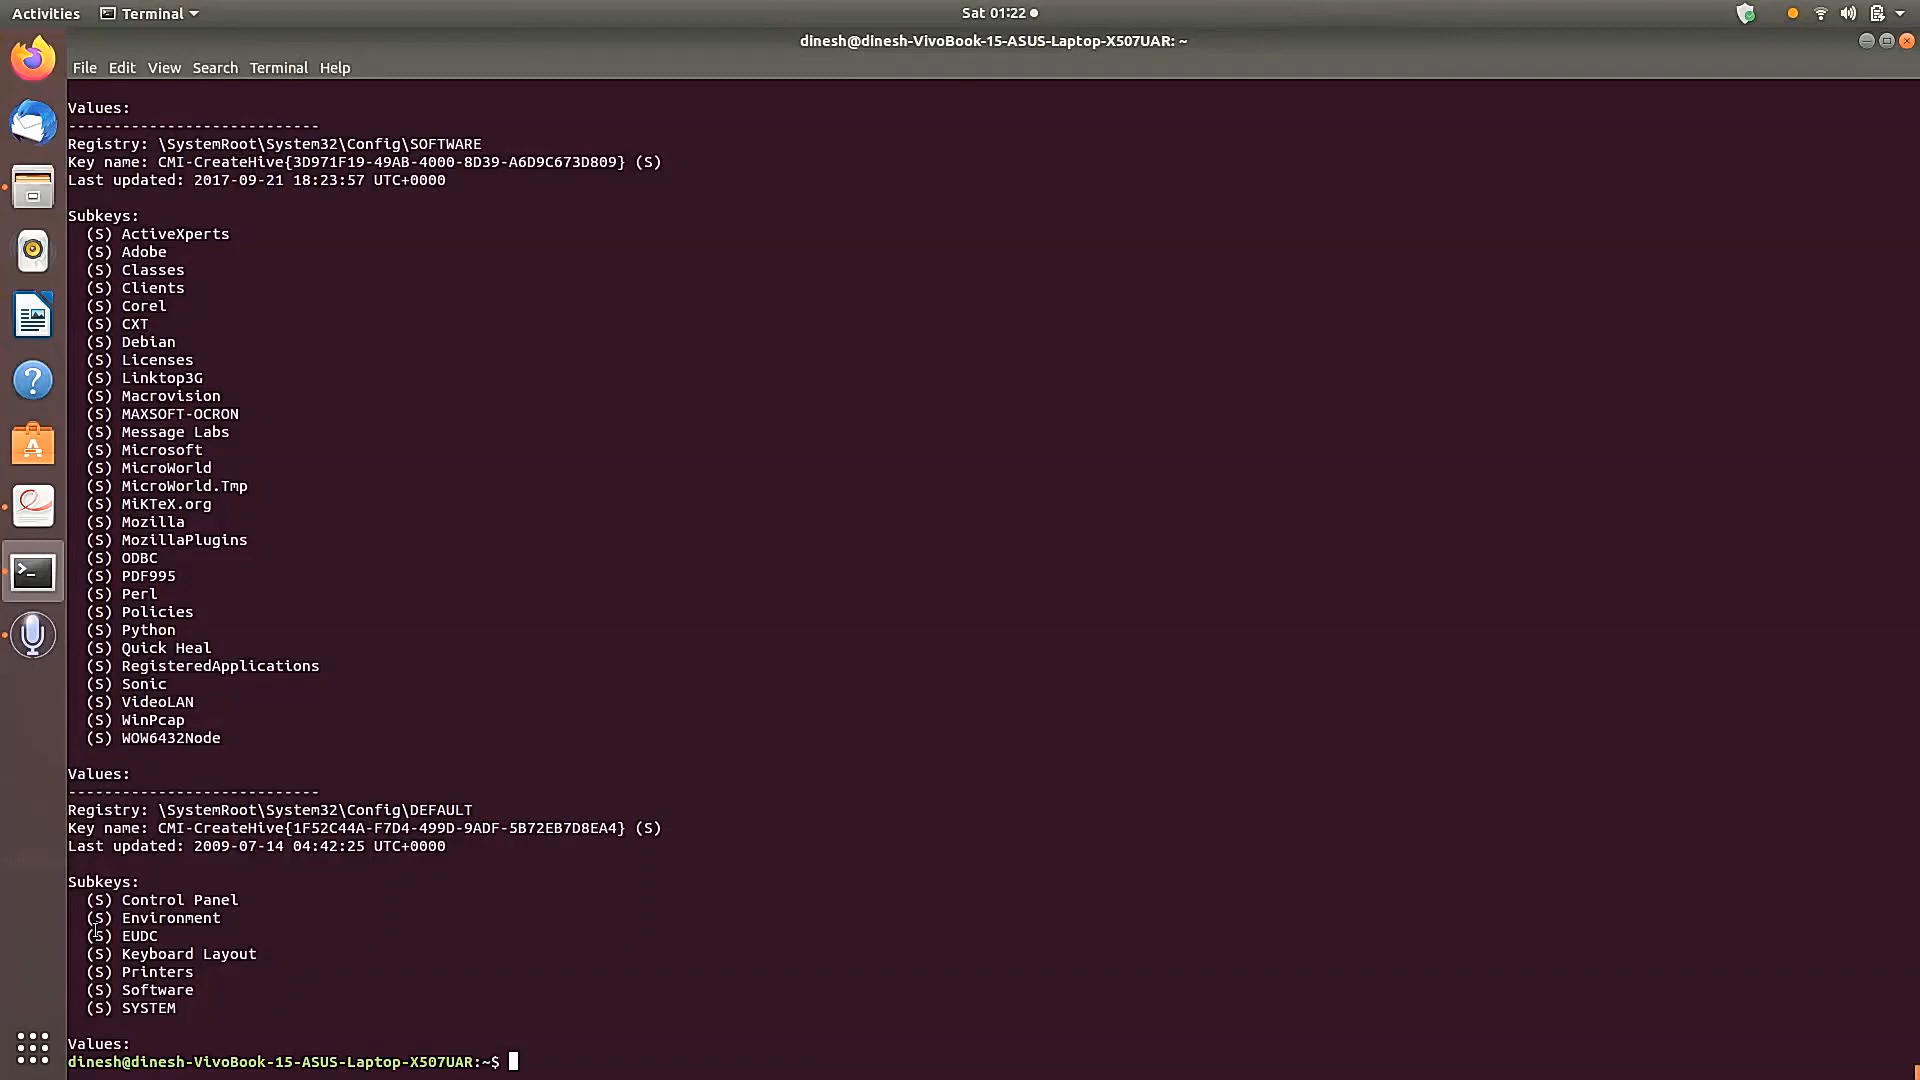 Activities Terminal Sat 01:22
dinesh@dinesh-VivoBook-15-ASUS-Laptop-X507UAR: ~
File Edit View Search Terminal Help
Values:
----------------------------
Registry: \SystemRoot\System32\Config\SOFTWARE
Key name: CMI-CreateHive{3D971F19-49AB-4000-8D39-A6D9C673D809} (S)
Last updated: 2017-09-21 18:23:57 UTC+0000
Subkeys:
(S) ActiveXperts
(S) Adobe
(S) Classes
(S) Clients
(S) Corel
(S) CXT
(S) Debian
(S) Licenses
(S) Linktop3G
(S) Macrovision
(S) MAXSOFT-OCRON
(S) Message Labs
(S) Microsoft
(S) MicroWorld
(S) MicroWorld.Tmp
(S) MiKTeX.org
(S) Mozilla
(S) MozillaPlugins
(S) ODBC
(S) PDF995
(S) Perl
(S) Policies
(S) Python
(S) Quick Heal
(S) RegisteredApplications
(S) Sonic
(S) VideoLAN
(S) WinPcap
(S) WOW6432Node
Values:
----------------------------
Registry: \SystemRoot\System32\Config\DEFAULT
Key name: CMI-CreateHive{1F52C44A-F7D4-499D-9ADF-5B72EB7D8EA4} (S)
Last updated: 2009-07-14 04:42:25 UTC+0000
Subkeys:
(S) Control Panel
(S) Environment
(S) EUDC
(S) Keyboard Layout
(S) Printers
(S) Software
(S) SYSTEM
Values:
dinesh@dinesh-VivoBook-15-ASUS-Laptop-X507UAR:~$